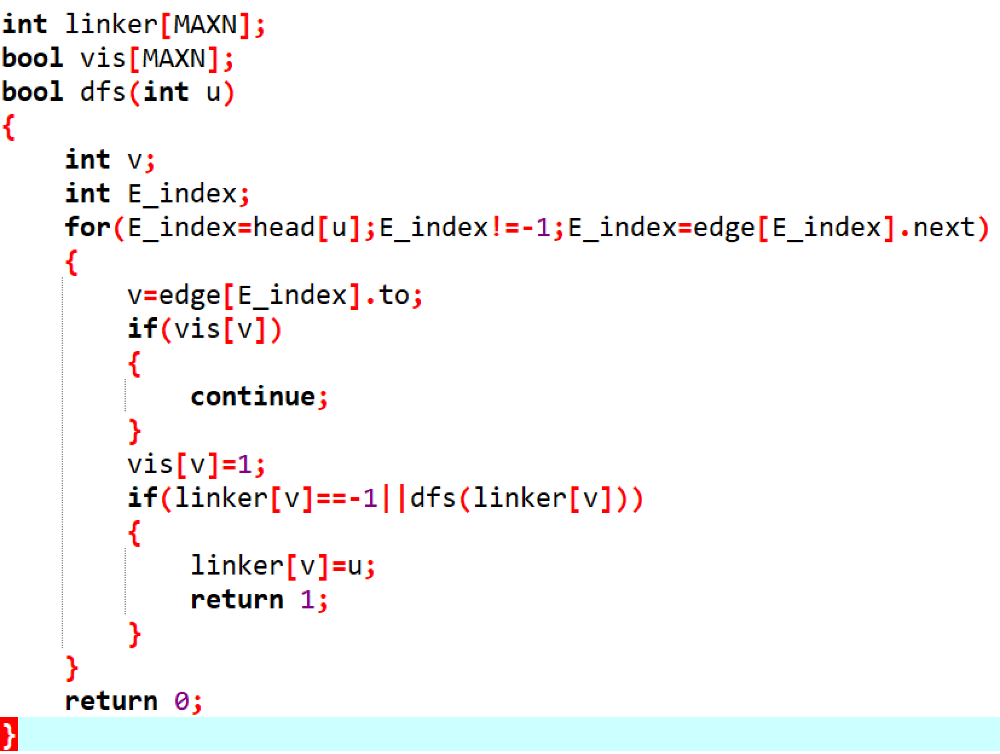 int linker[MAXN];
bool vis[MAXN];
bool dfs(int u)
{
    int v;
    int E_index;
    for(E_index=head[u];E_index!=-1;E_index=edge[E_index].next)
    {
        v=edge[E_index].to;
        if(vis[v])
        {
            continue;
        }
        vis[v]=1;
        if(linker[v]==-1||dfs(linker[v]))
        {
            linker[v]=u;
            return 1;
        }
    }
    return 0;
}